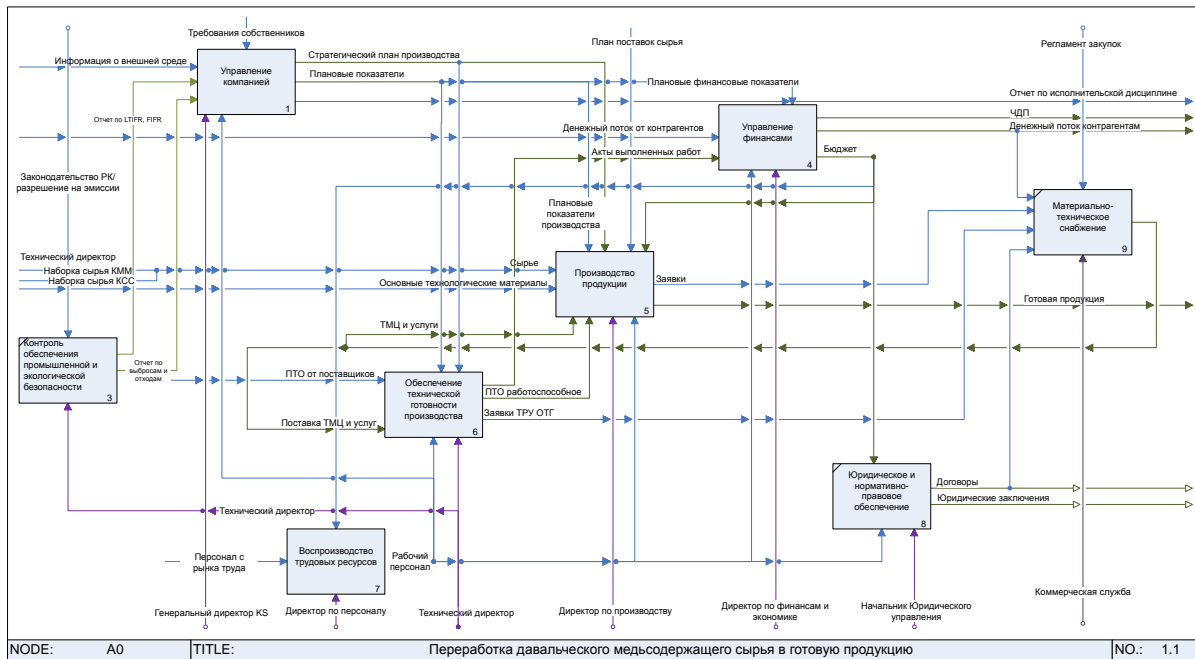 Требования собственников
План поставок сырья
Регламент закупок
Стратегический план производства
Информация о внешней среде
Управление
компанией
1
Плановые показатели
Плановые финансовые показатели
Отчет по исполнительской дисциплине
ЧДП
Отчет по LTIFR, FIFR
Денежный поток от контрагентов
Управление
финансами
4
Денежный поток контрагентам
Акты выполненных работ
Бюджет
Законодательство РК/
разрешение на эмиссии
Плановые
показатели
производства
Материально-
техническое
снабжение
9
Технический директор
Наборка сырья КММ
Наборка сырья КСС
Сырье
Основные технологические материалы
Производство
продукции
5
Заявки
Готовая продукция
ТМЦ и услуги
Контроль
обеспечения
промышленной и
экологической
безопасности
3
Отчет по
выбросам и
отходам
ПТО от поставщиков
Обеспечение
технической
готовности
производства
6
ПТО работоспособное
Заявки ТРУ ОТГ
Поставка ТМЦ и услуг
Юридическое и
нормативно-
правовое
обеспечение
8
Договоры
Юридические заключения
Технический директор
Персонал с
рынка труда
Воспроизводство
трудовых ресурсов
7
Рабочий
персонал
Генеральный директор KS
Директор по персоналу
Технический директор
Директор по производству
Директор по финансам и
экономике
Начальник Юридического
управления
Коммерческая служба
NODE: A0 TITLE: Переработка давальческого медьсодержащего сырья в готовую продукцию NO.: 1.1